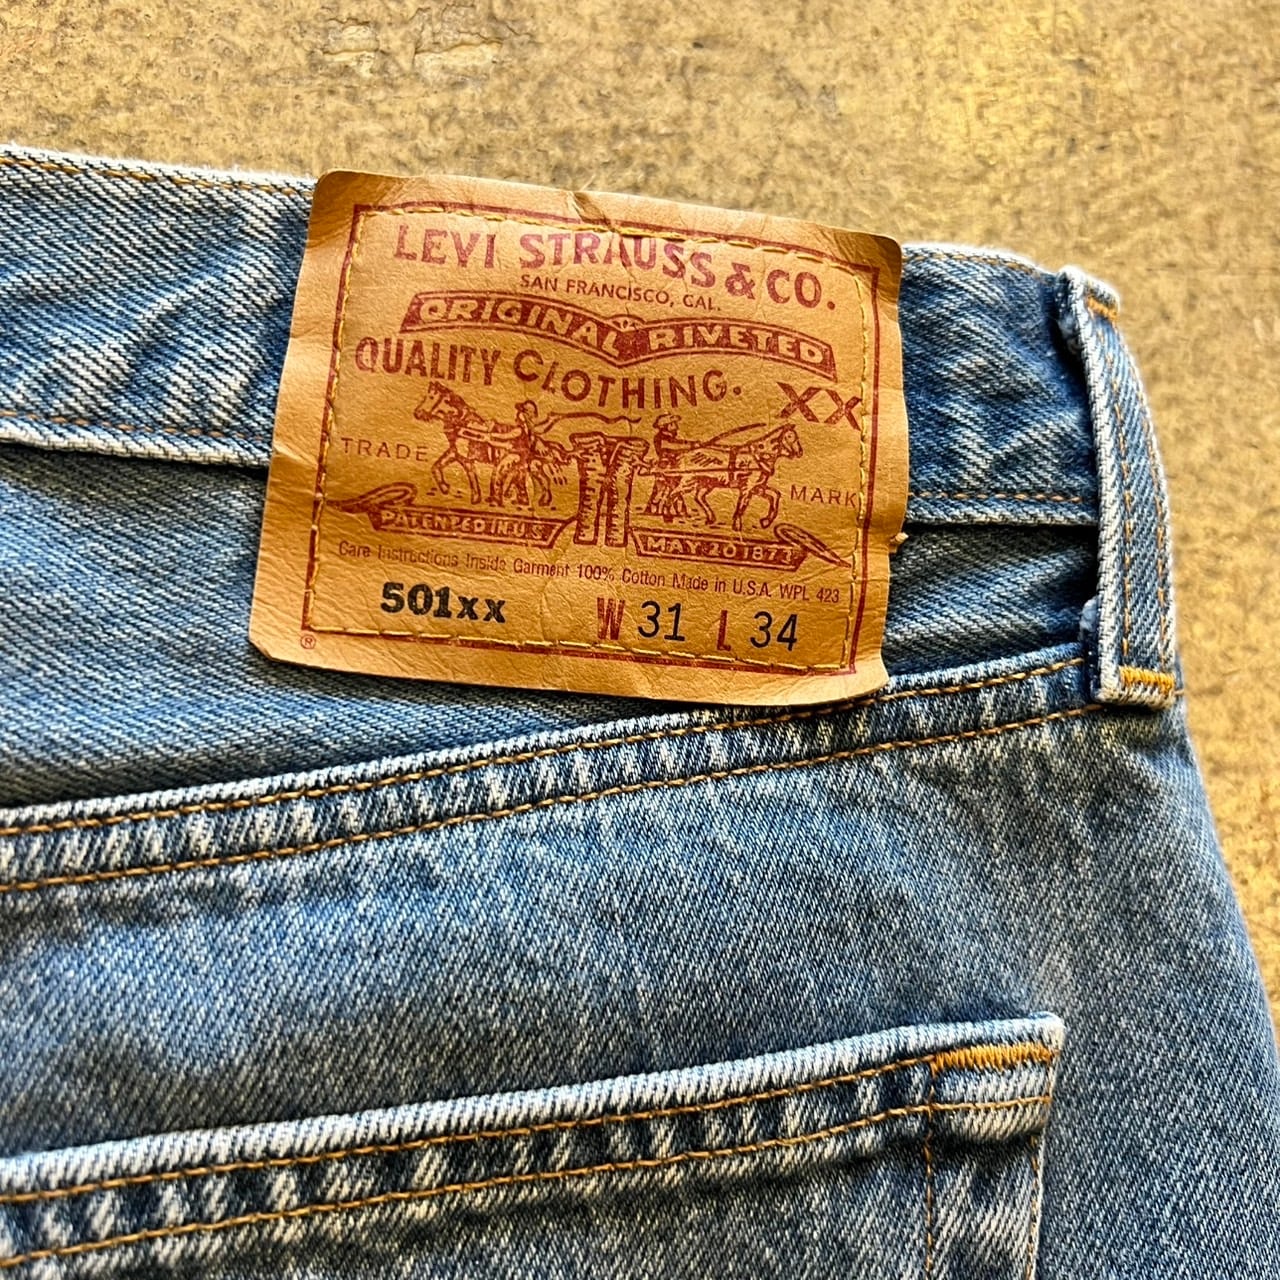 LEVI STRAUSS & CO.
SAN FRANCISCO, CAL.
ORIGINAL RIVETED
QUALITY CLOTHING.
XX
TRADE MARK
PATENTED IN U.S. MAY 20 1873
Care Instructions Inside Garment 100% Cotton Made in U.S.A. WPL 423
501xx W 31 L 34
®